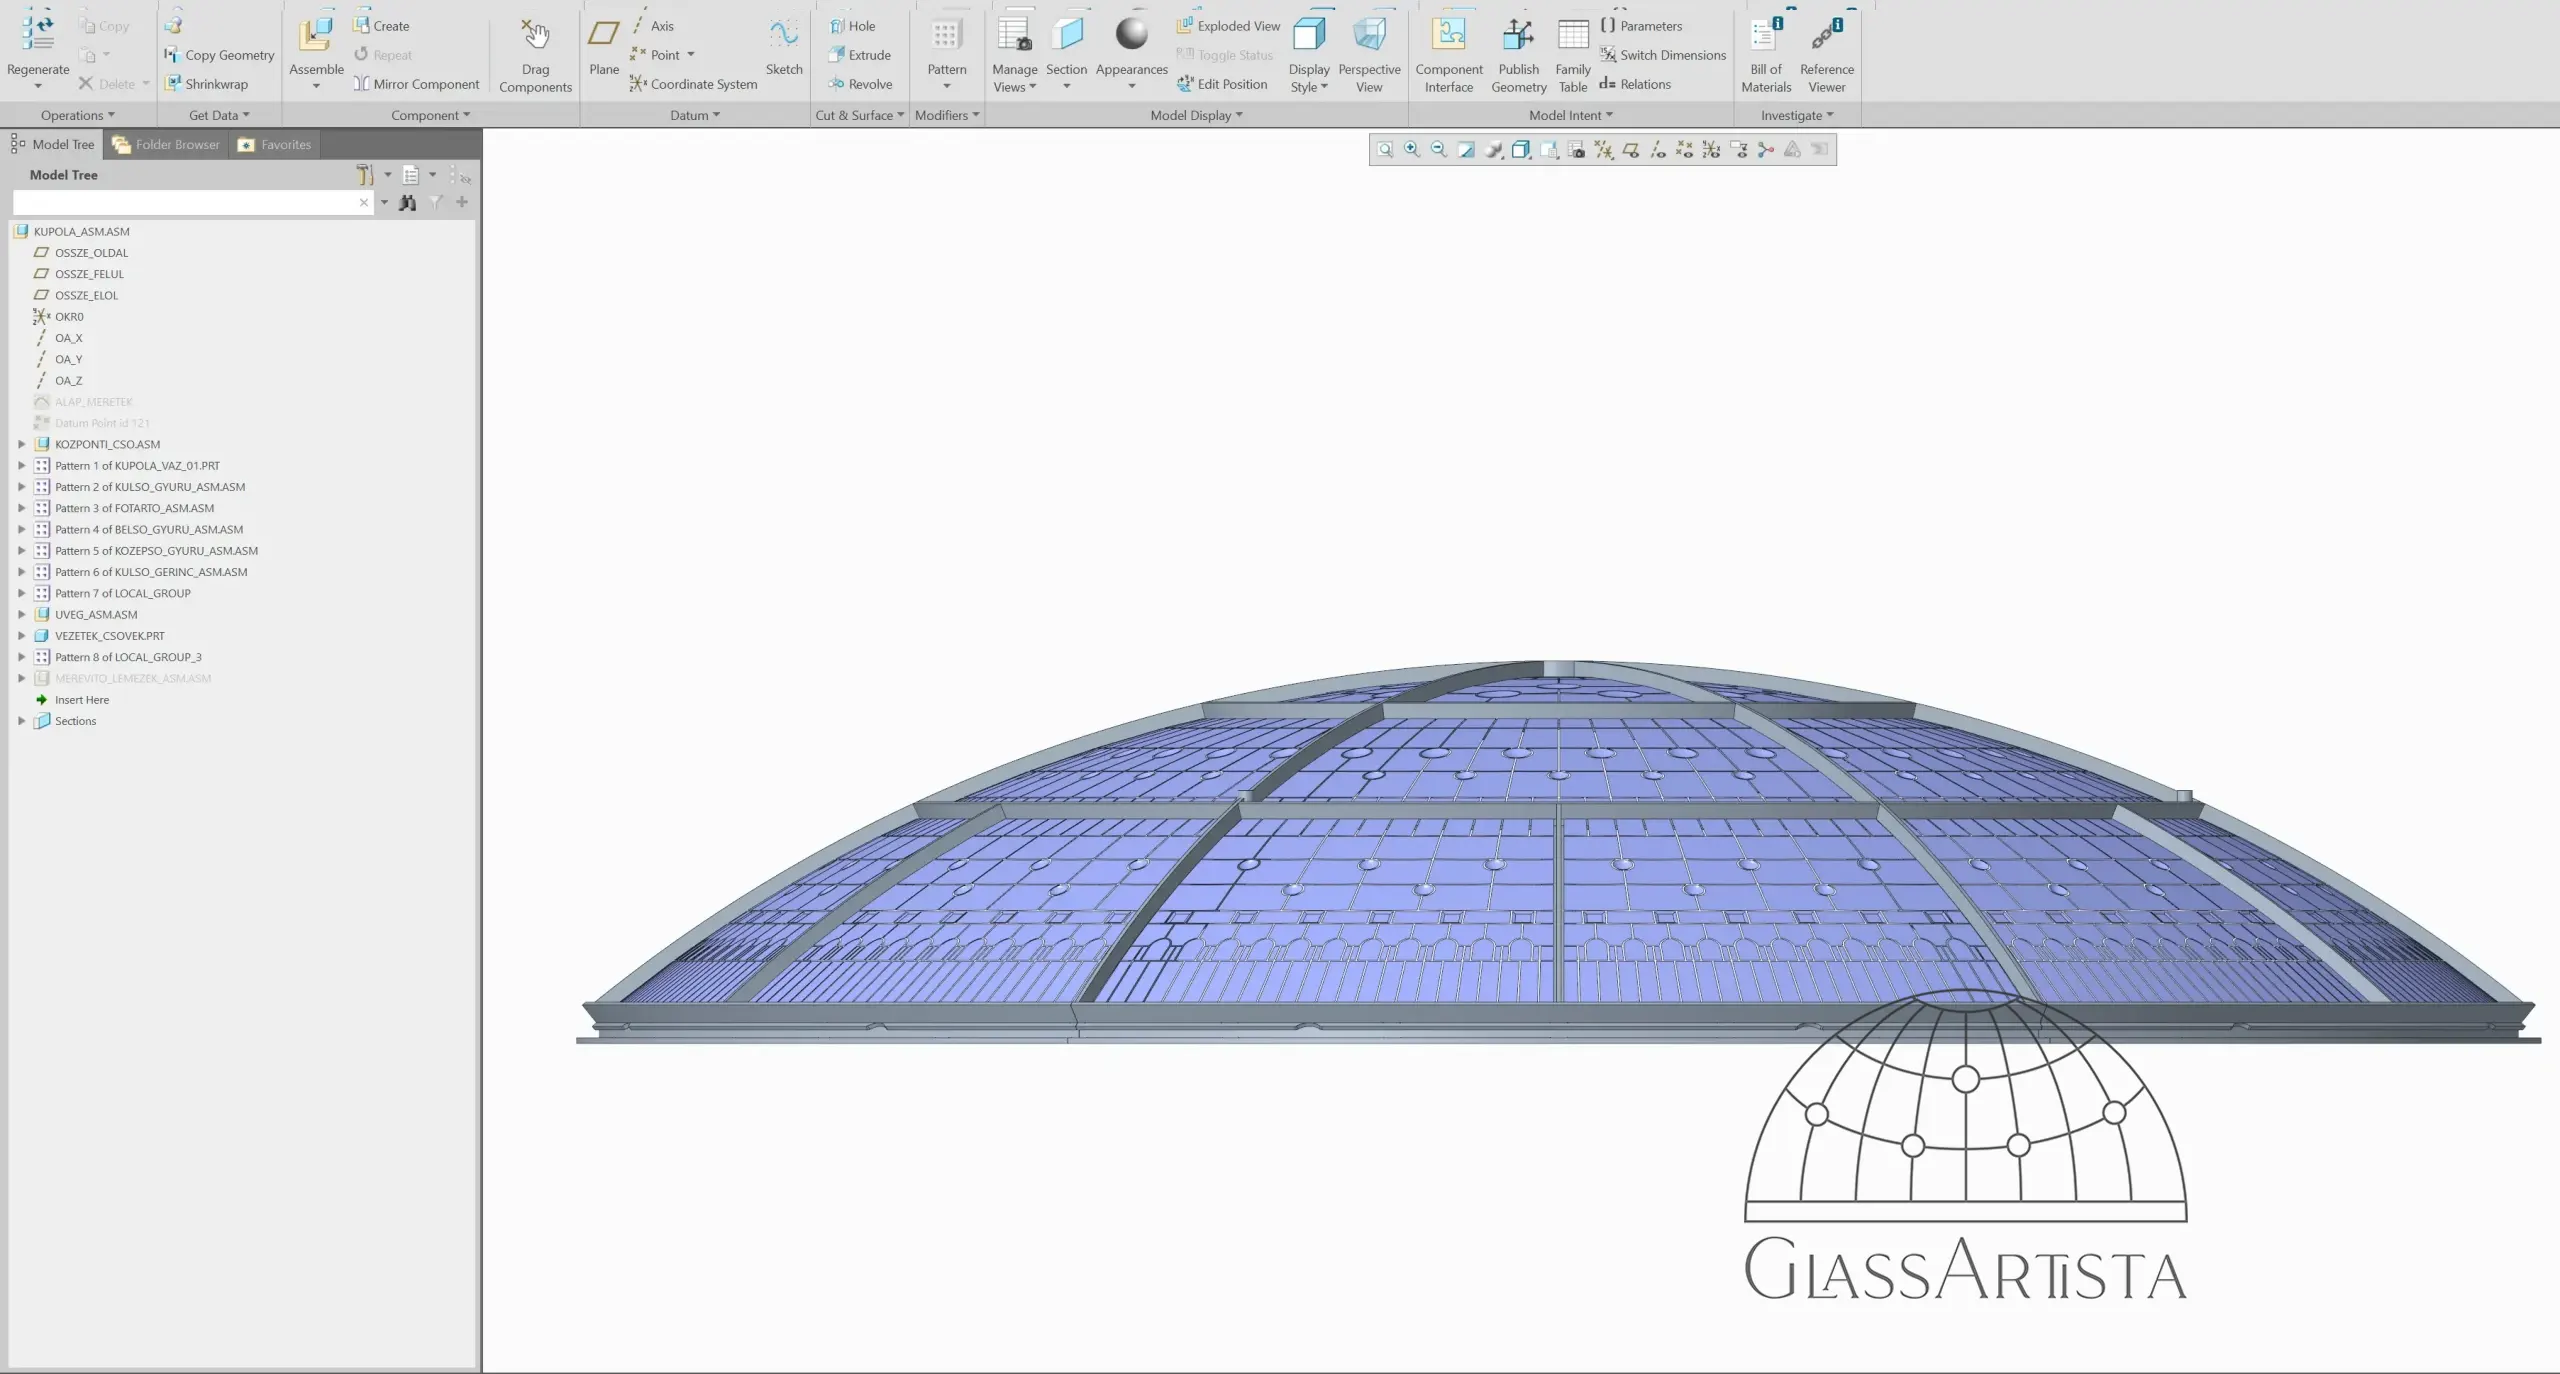 Regenerate
Copy
Delete
Operations
Copy Geometry
Shrinkwrap
Get Data
Assemble
Create
Repeat
Mirror Component
Component
Drag
Components
Plane
Axis
Point
Coordinate System
Sketch
Datum
Hole
Extrude
Revolve
Cut & Surface
Pattern
Modifiers
Manage
Views
Section
Appearances
Exploded View
Toggle Status
Edit Position
Display
Style
Perspective
View
Model Display
Component
Interface
Publish
Geometry
Family
Table
Parameters
Switch Dimensions
d= Relations
Model Intent
Bill of
Materials
Reference
Viewer
Investigate
Model Tree
Folder Browser
Favorites
Model Tree
KUPOLA_ASM.ASM
OSSZE_OLDAL
OSSZE_FELUL
OSSZE_ELOL
OKR0
OA_X
OA_Y
OA_Z
ALAP_MERETEK
Datum Point id 121
KOZPONTI_CSO.ASM
Pattern 1 of KUPOLA_VAZ_01.PRT
Pattern 2 of KULSO_GYURU_ASM.ASM
Pattern 3 of FOTARTO_ASM.ASM
Pattern 4 of BELSO_GYURU_ASM.ASM
Pattern 5 of KOZEPSO_GYURU_ASM.ASM
Pattern 6 of KULSO_GERINC_ASM.ASM
Pattern 7 of LOCAL_GROUP
UVEG_ASM.ASM
VEZETEK_CSOVEK.PRT
Pattern 8 of LOCAL_GROUP_3
MEREVITO_LEMEZEK_ASM.ASM
Insert Here
Sections
GLASSARTISTA